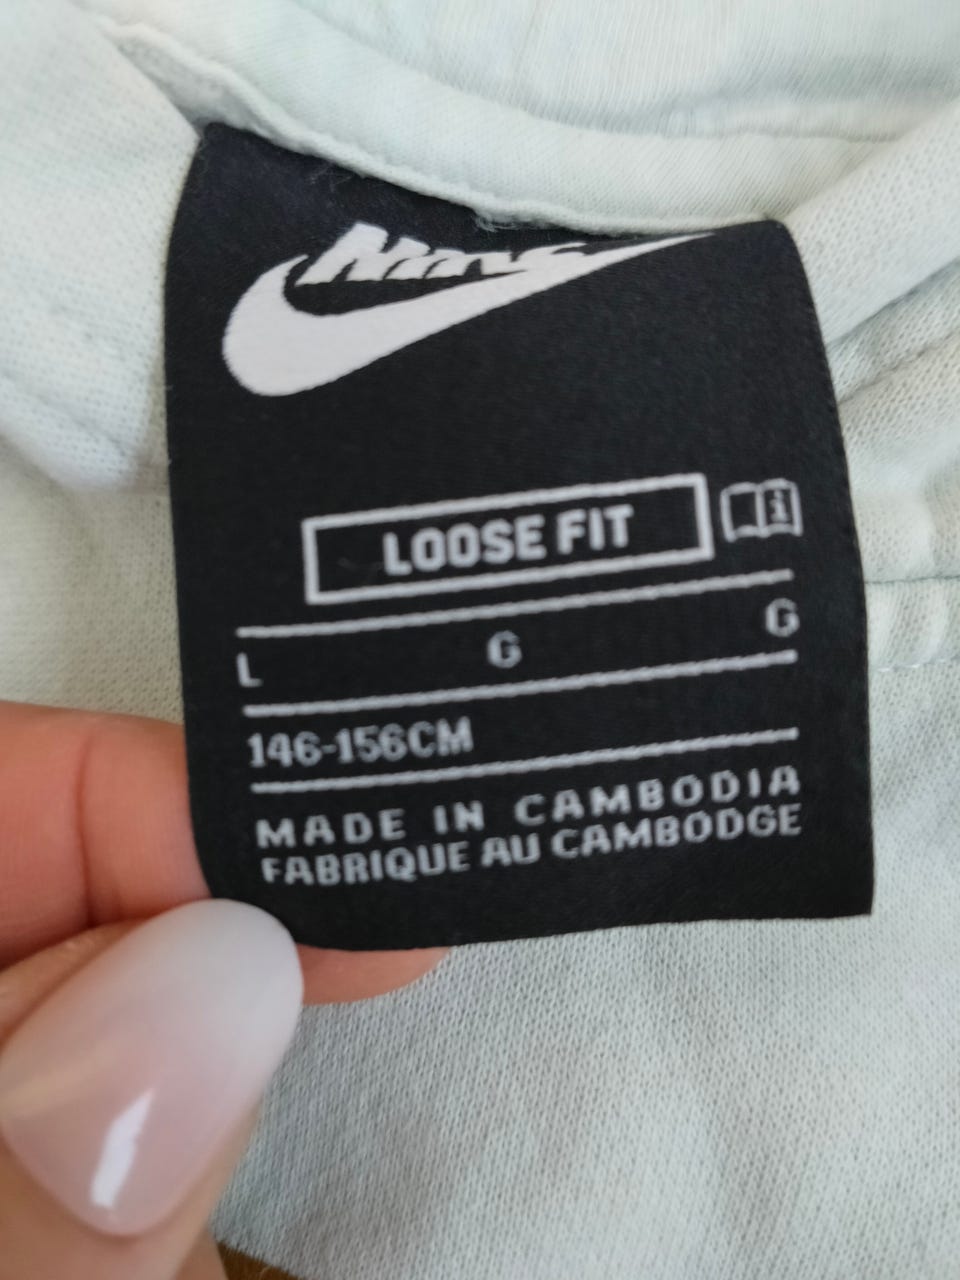 LOOSE FIT i
L G G
146-156CM
MADE IN CAMBODIA
FABRIQUE AU CAMBODGE